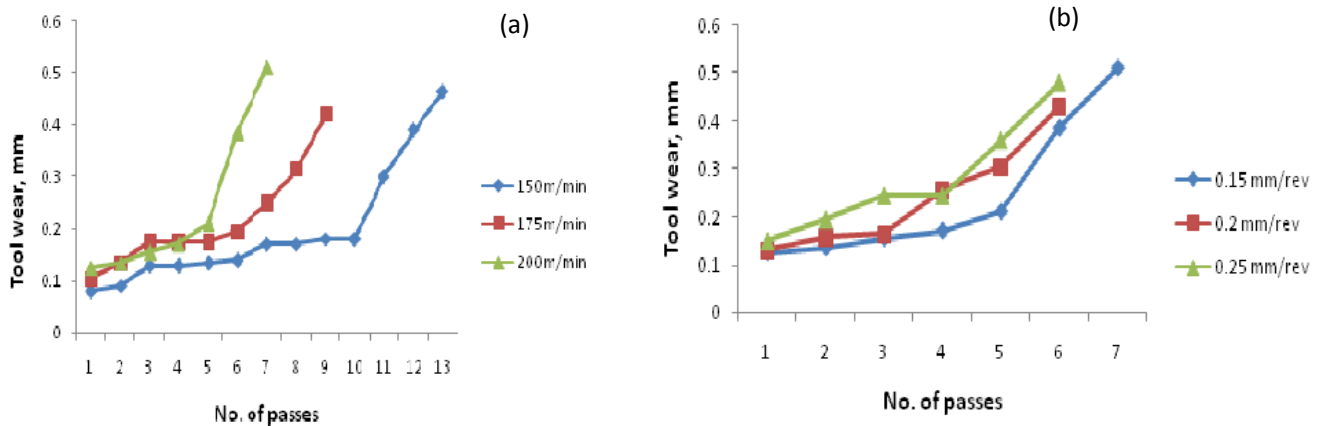 (a)
0.6
0.5
0.4
0.3
0.2
0.1
0
Tool wear, mm
1 2 3 4 5 6 7 8 9 10 11 12 13
No. of passes
150m/min
175m/min
200m/min
(b)
0.6
0.5
0.4
0.3
0.2
0.1
0
Tool wear, mm
1 2 3 4 5 6 7
No. of passes
0.15 mm/rev
0.2 mm/rev
0.25 mm/rev